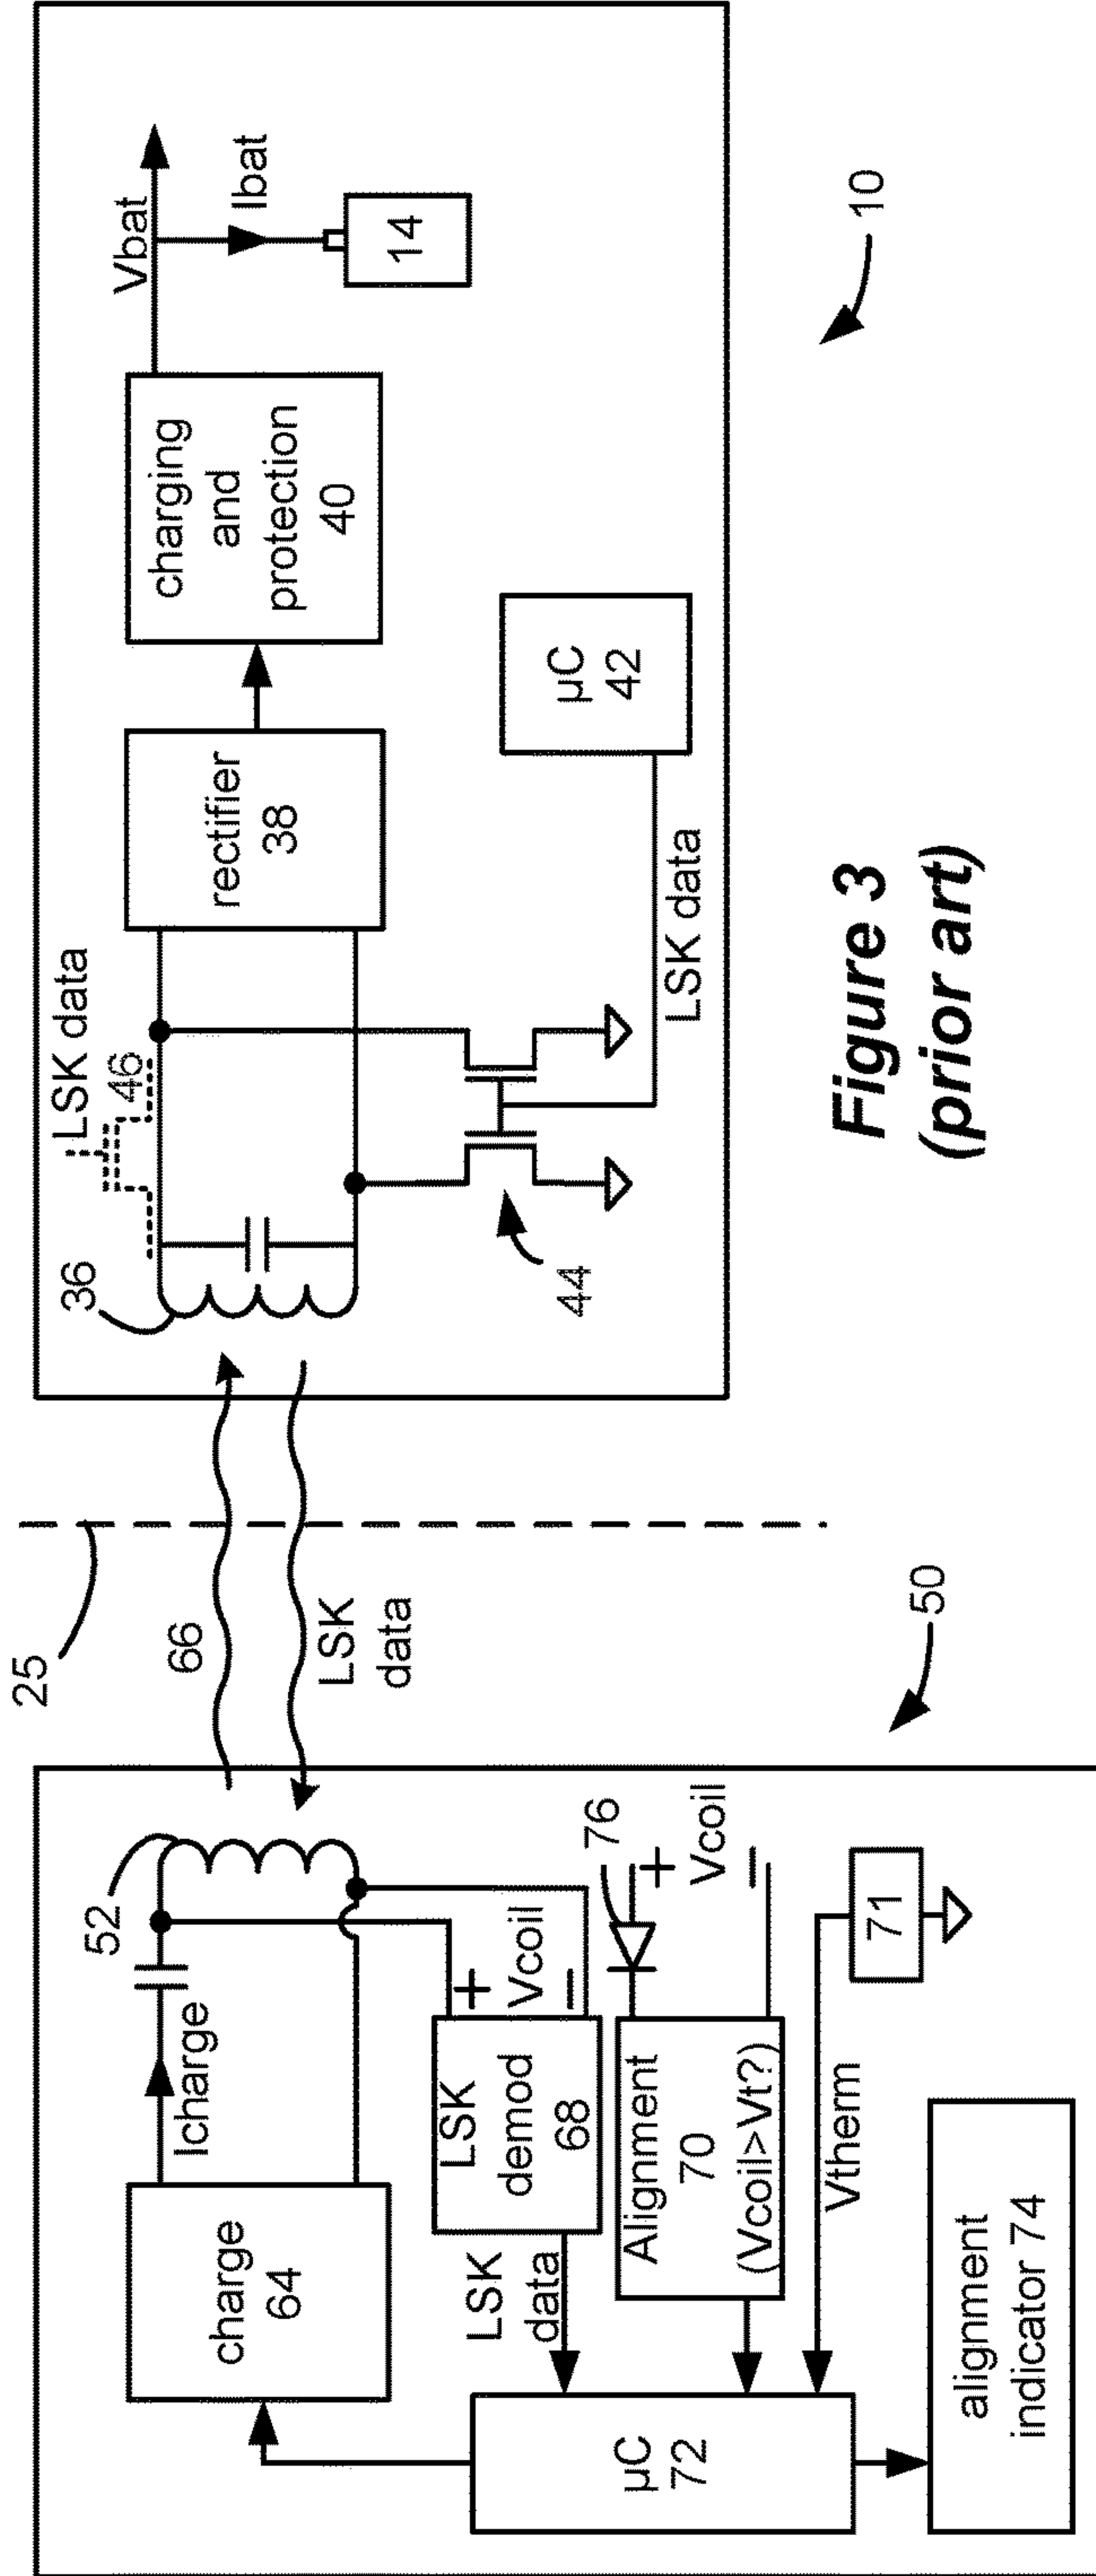 25
66
LSK
data
52
Icharge
charge
64
+
Vcoil
−
LSK
demod
68
LSK
data
76
+
Vcoil
−
Alignment
70
(Vcoil>Vt?)
µC
72
Vtherm
71
alignment
indicator 74
50
36
LSK data
46
rectifier
38
charging
and
protection
40
Vbat
Ibat
14
44
µC
42
LSK data
10
Figure 3
(prior art)